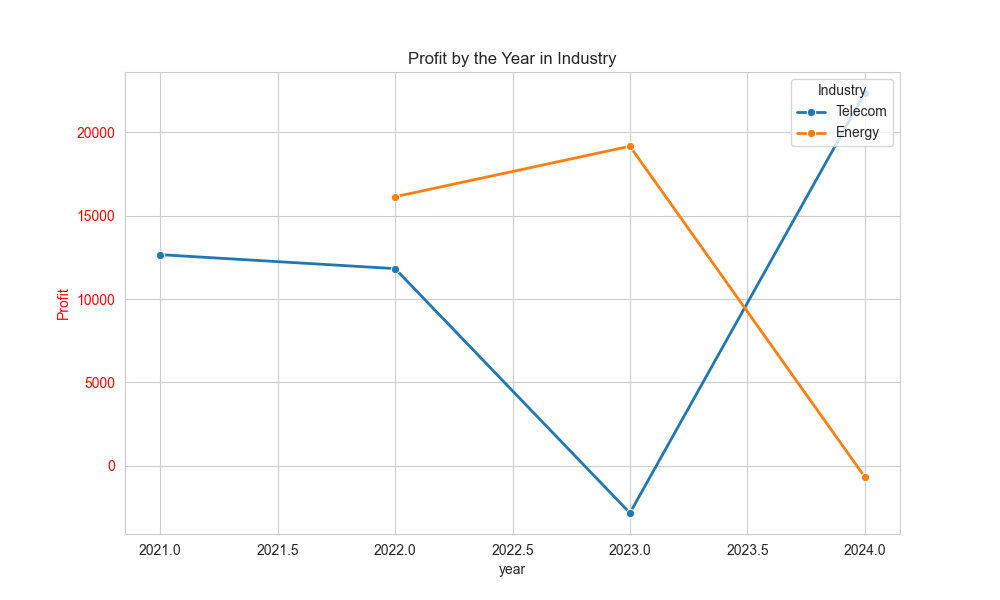 Profit by the Year in Industry
Industry
Telecom
Energy
20000
15000
10000
5000
0
Profit
2021.0 2021.5 2022.0 2022.5 2023.0 2023.5 2024.0
year